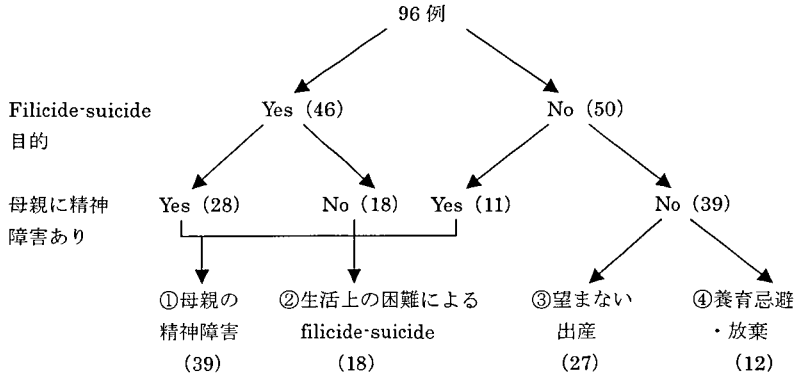 96 例
Filicide-suicide
目的
Yes (46)
No (50)
母親に精神
障害あり
Yes (28)
No (18)
Yes (11)
No (39)
①母親の
精神障害
(39)
②生活上の困難による
filicide-suicide
(18)
③望まない
出産
(27)
④養育忌避
・放棄
(12)